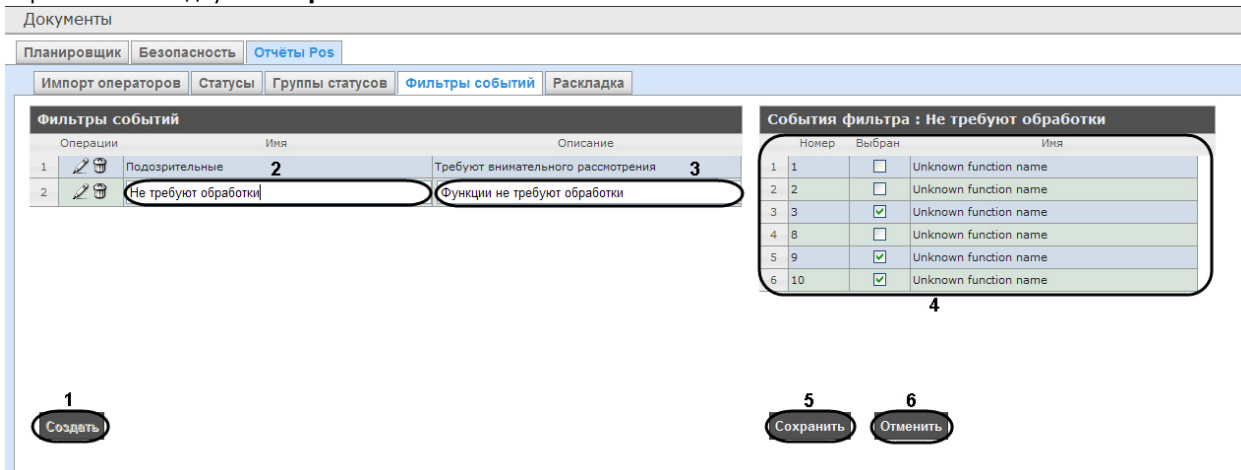 Документы
Планировщик Безопасность Отчёты Pos
Импорт операторов Статусы Группы статусов Фильтры событий Раскладка
Фильтры событий
Операции Имя Описание
1 Подозрительные 2 Требуют внимательного рассмотрения 3
2 Не требуют обработки Функции не требуют обработки
События фильтра : Не требуют обработки
Номер Выбран Имя
1 1 Unknown function name
2 2 Unknown function name
3 3 Unknown function name
4 8 Unknown function name
5 9 Unknown function name
6 10 Unknown function name
4
1
Создать
5 6
Сохранить Отменить